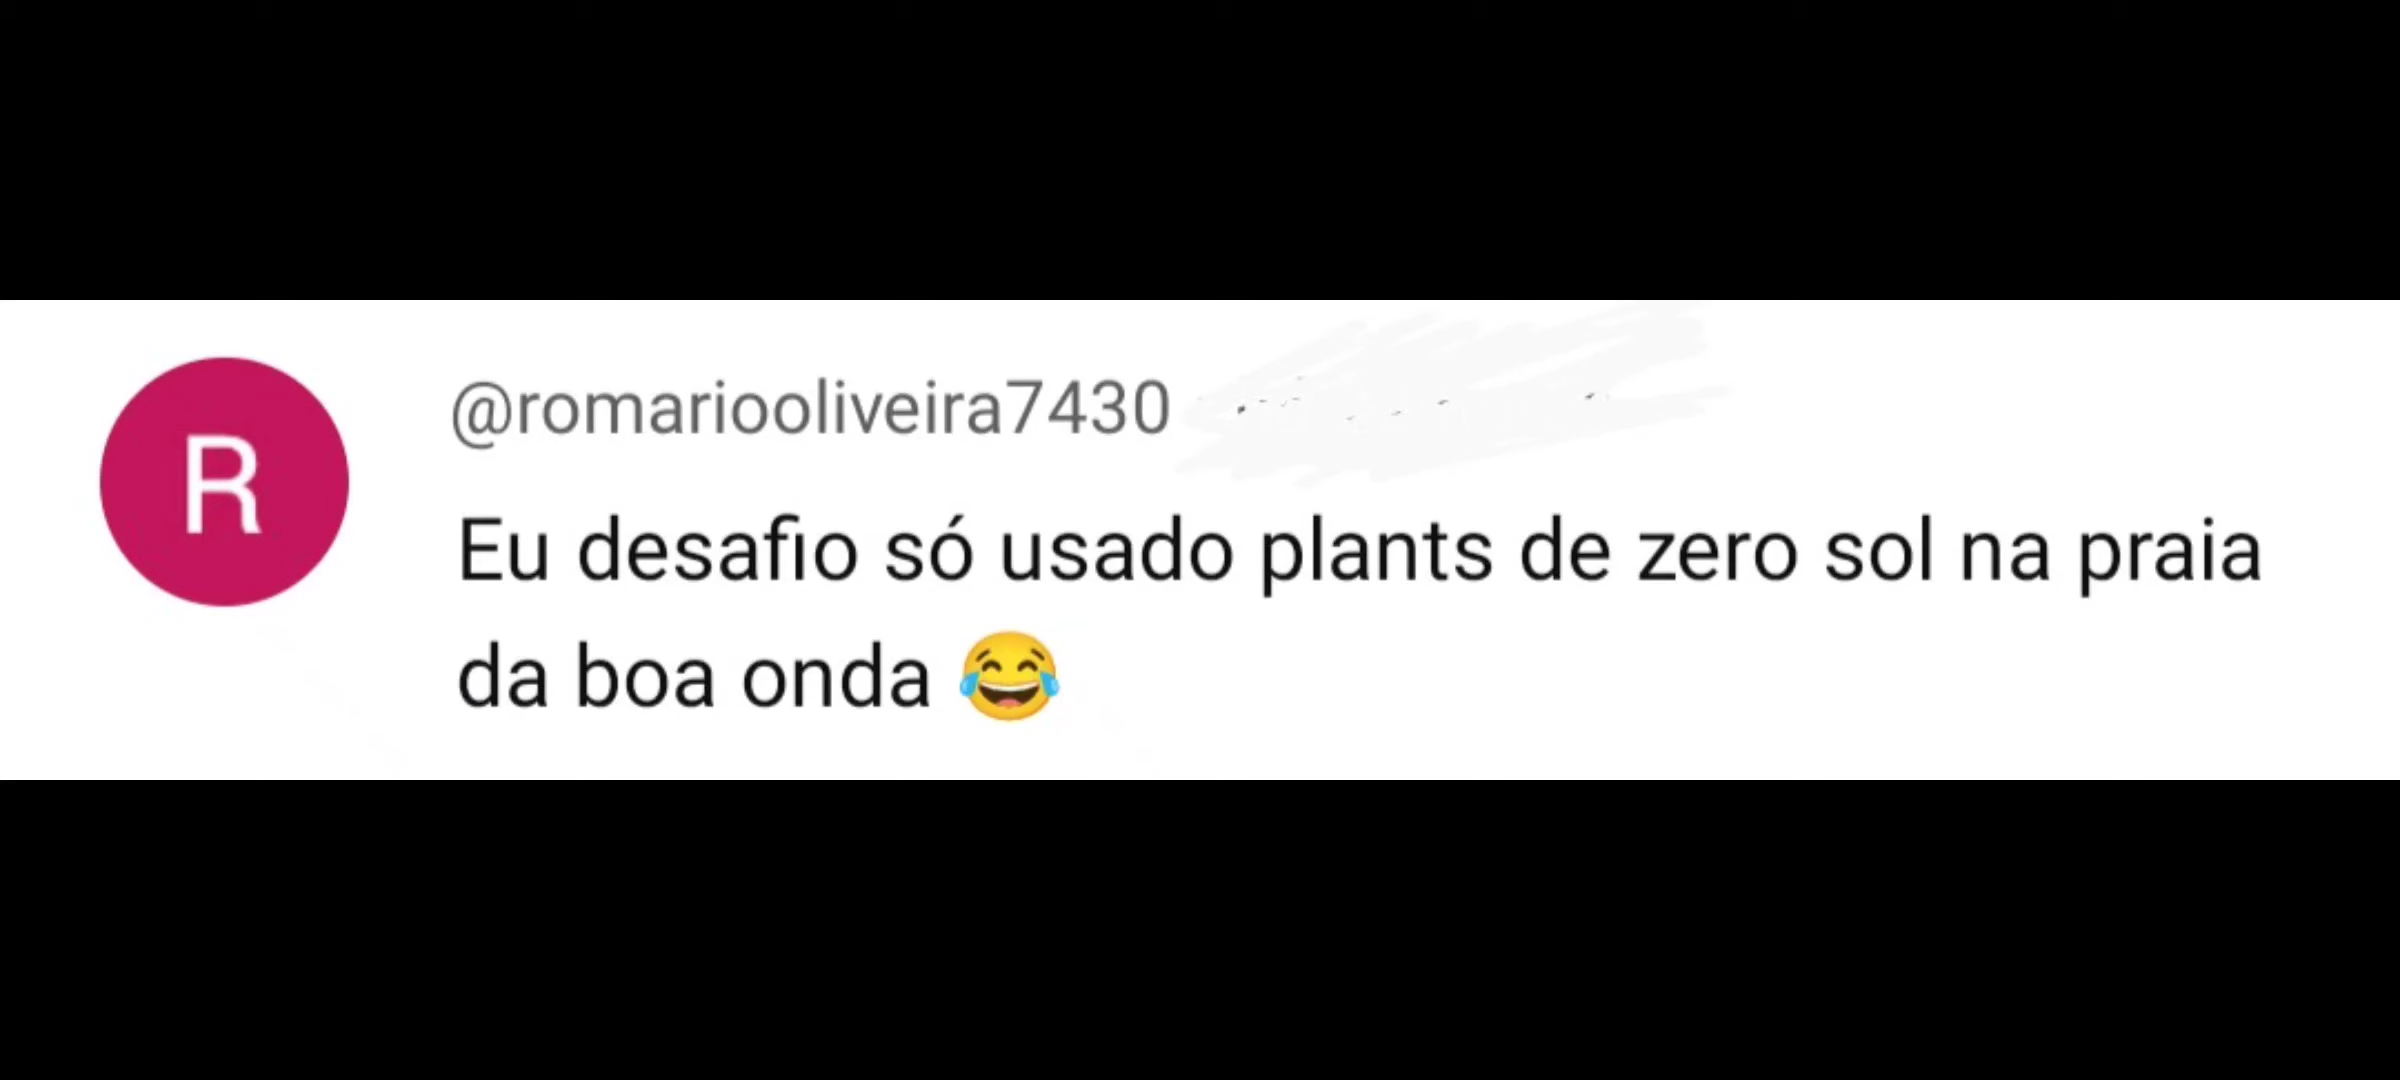 R
@romariooliveira7430
Eu desafio só usado plants de zero sol na praia
da boa onda 😂